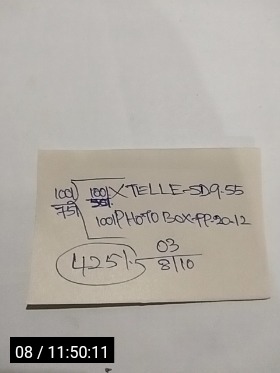 100/ 100/ X TELLE-SD9-55
75/ 50/.
100/ PHOTO BOX-PP-20-12
425/. 03
8/10
08 / 11:50:11